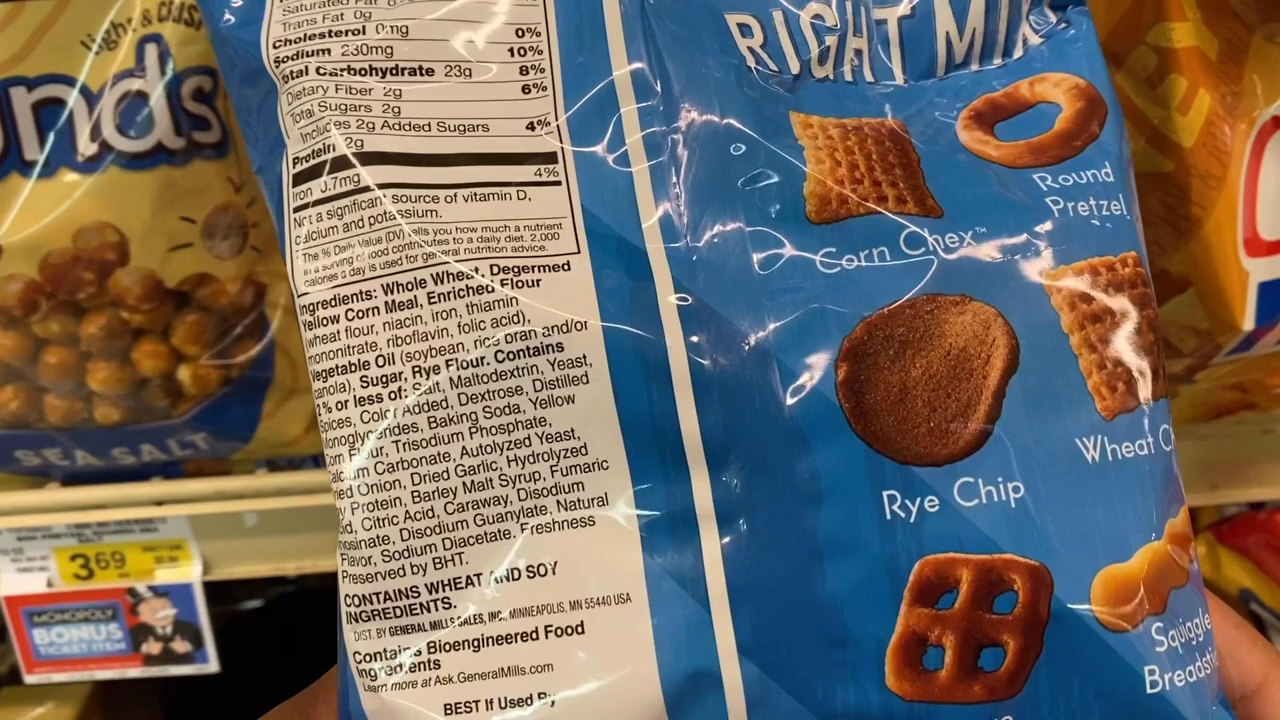 light & crisp
unds
SEA SALT
3.69
MONOPOLY
BONUS
TICKET ITEM
Saturated Fat
Trans Fat 0g
Cholesterol 0mg 0%
Sodium 230mg 10%
Total Carbohydrate 23g 8%
Dietary Fiber 2g 6%
Total Sugars 2g
Includes 2g Added Sugars 4%
Protein 2g
Iron 0.7mg 4%
Not a significant source of vitamin D,
calcium and potassium.
* The % Daily Value (DV) tells you how much a nutrient
in a serving of food contributes to a daily diet. 2,000
calories a day is used for general nutrition advice.
Ingredients: Whole Wheat, Degermed
Yellow Corn Meal, Enriched Flour
(wheat flour, niacin, iron, thiamin
mononitrate, riboflavin, folic acid),
Vegetable Oil (soybean, rice bran and/or
canola), Sugar, Rye Flour. Contains
2% or less of: Salt, Maltodextrin, Yeast,
Spices, Color Added, Dextrose, Distilled
Monoglycerides, Baking Soda, Yellow
Corn Flour, Trisodium Phosphate,
Calcium Carbonate, Autolyzed Yeast,
Dried Onion, Dried Garlic, Hydrolyzed
Soy Protein, Barley Malt Syrup, Fumaric
Acid, Citric Acid, Caraway, Disodium
Inosinate, Disodium Guanylate, Natural
Flavor, Sodium Diacetate. Freshness
Preserved by BHT.
CONTAINS WHEAT AND SOY
INGREDIENTS.
DIST. BY GENERAL MILLS SALES, INC., MINNEAPOLIS, MN 55440 USA
Contains Bioengineered Food
Ingredients
Learn more at Ask.GeneralMills.com
BEST If Used By
RIGHT MIX
Round
Pretzel
Corn Chex™
Wheat C
Rye Chip
Squiggle
Breadsti